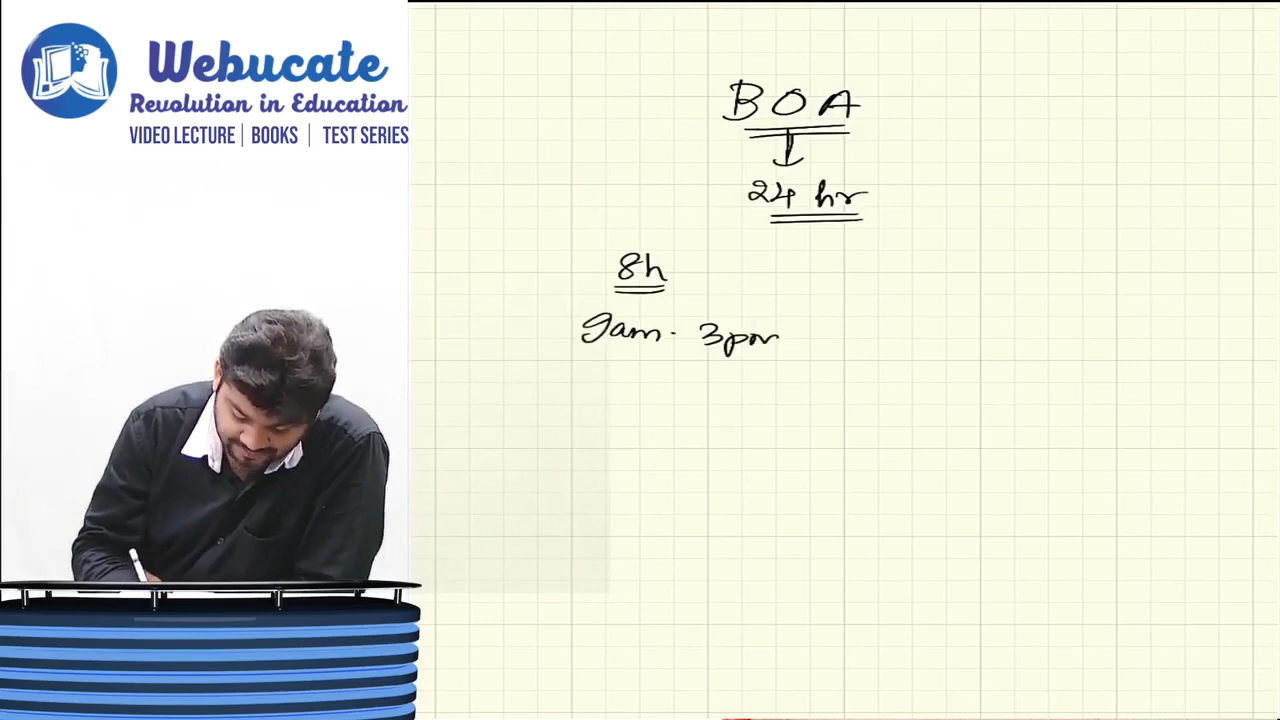 Webucate
Revolution in Education
VIDEO LECTURE | BOOKS | TEST SERIES
BOA
24 hr
8h
9am - 3pm